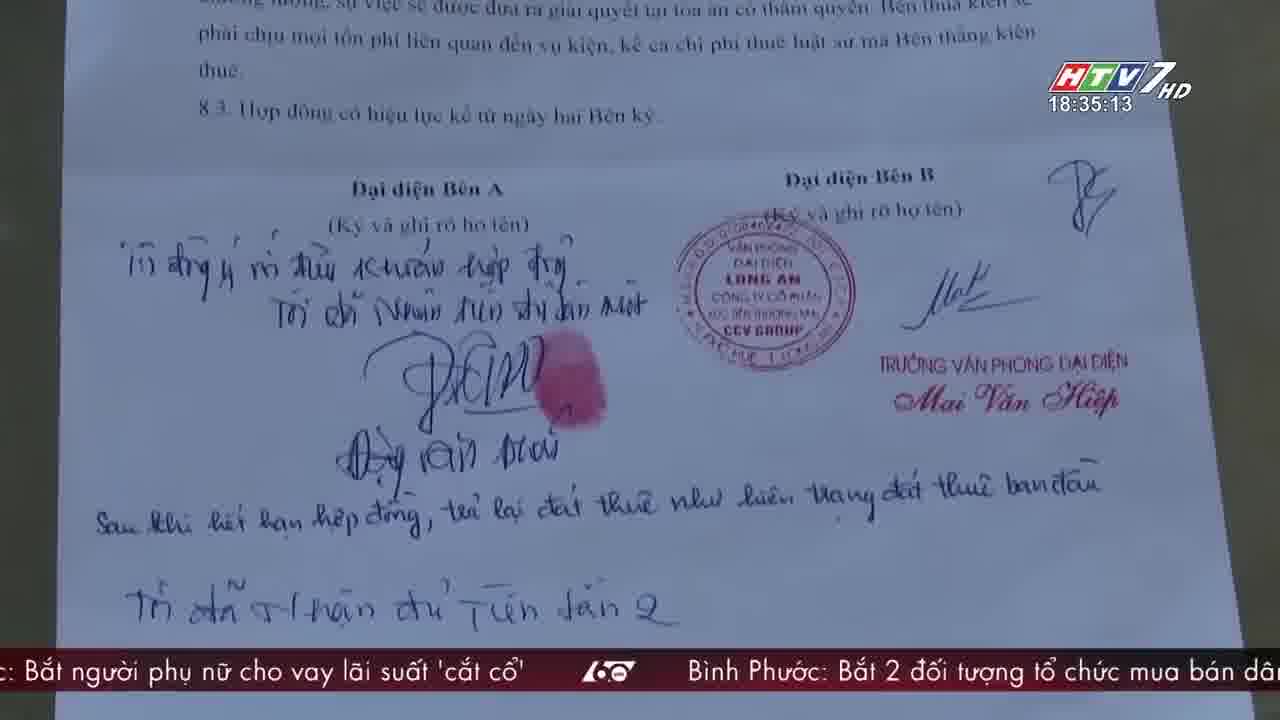 thương lượng, sự việc sẽ được đưa ra giải quyết tại tòa án có thẩm quyền. Bên thua kiện sẽ
phải chịu mọi tổn phí liên quan đến vụ kiện, kể cả chi phí thuê luật sư mà Bên thắng kiện
thuê.
8.3. Hợp đồng có hiệu lực kể từ ngày hai Bên ký.
HTV7 HD
18:35:13
Đại diện Bên A
(Ký và ghi rõ họ tên)
Đại diện Bên B
(Ký và ghi rõ họ tên)
Tôi đồng ý điều khoản hợp đồng
Tôi đã nhận tiền đủ lần một
VĂN PHÒNG
ĐẠI DIỆN
LONG AN
CÔNG TY CỔ PHẦN
XÚC TIẾN THƯƠNG MẠI
CCV GROUP
TRƯỞNG VĂN PHÒNG ĐẠI DIỆN
Mai Văn Hiệp
Sau khi hết hạn hợp đồng, trả lại đất thuê như hiện trạng đất thuê ban đầu
Tôi đã nhận đủ tiền lần 2
c: Bắt người phụ nữ cho vay lãi suất 'cắt cổ'
60
Bình Phước: Bắt 2 đối tượng tổ chức mua bán dâ